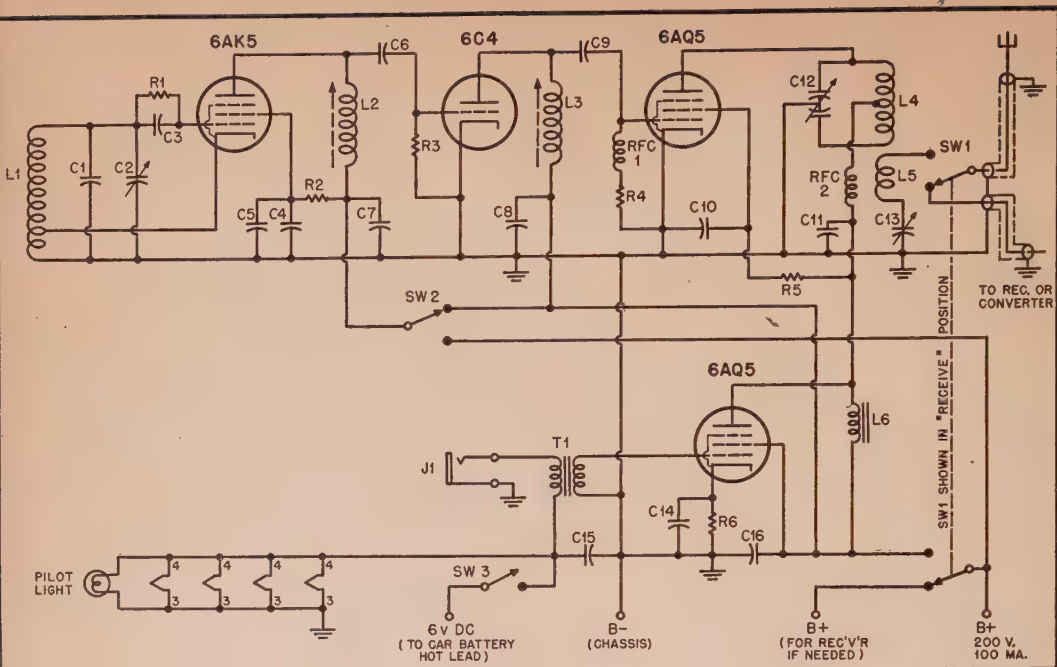 6AK5
6C4
6AQ5
C6
C9
R1
C3
L1
C1
C2
L2
R3
L3
RFC
1
R4
C12
L4
SW1
RFC
2
L5
C5
C4
R2
C7
C8
C10
C11
C13
R5
TO REC. OR
CONVERTER
SW2
6AQ5
L6
SW1 SHOWN IN "RECEIVE" POSITION
J1
T1
C14
R6
C15
C16
PILOT
LIGHT
4
4
4
4
3
3
3
3
SW 3
6V DC
(TO CAR BATTERY
HOT LEAD)
B-
(CHASSIS)
B+
(FOR REC'V'R
IF NEEDED)
B+
200 V.
100 MA.